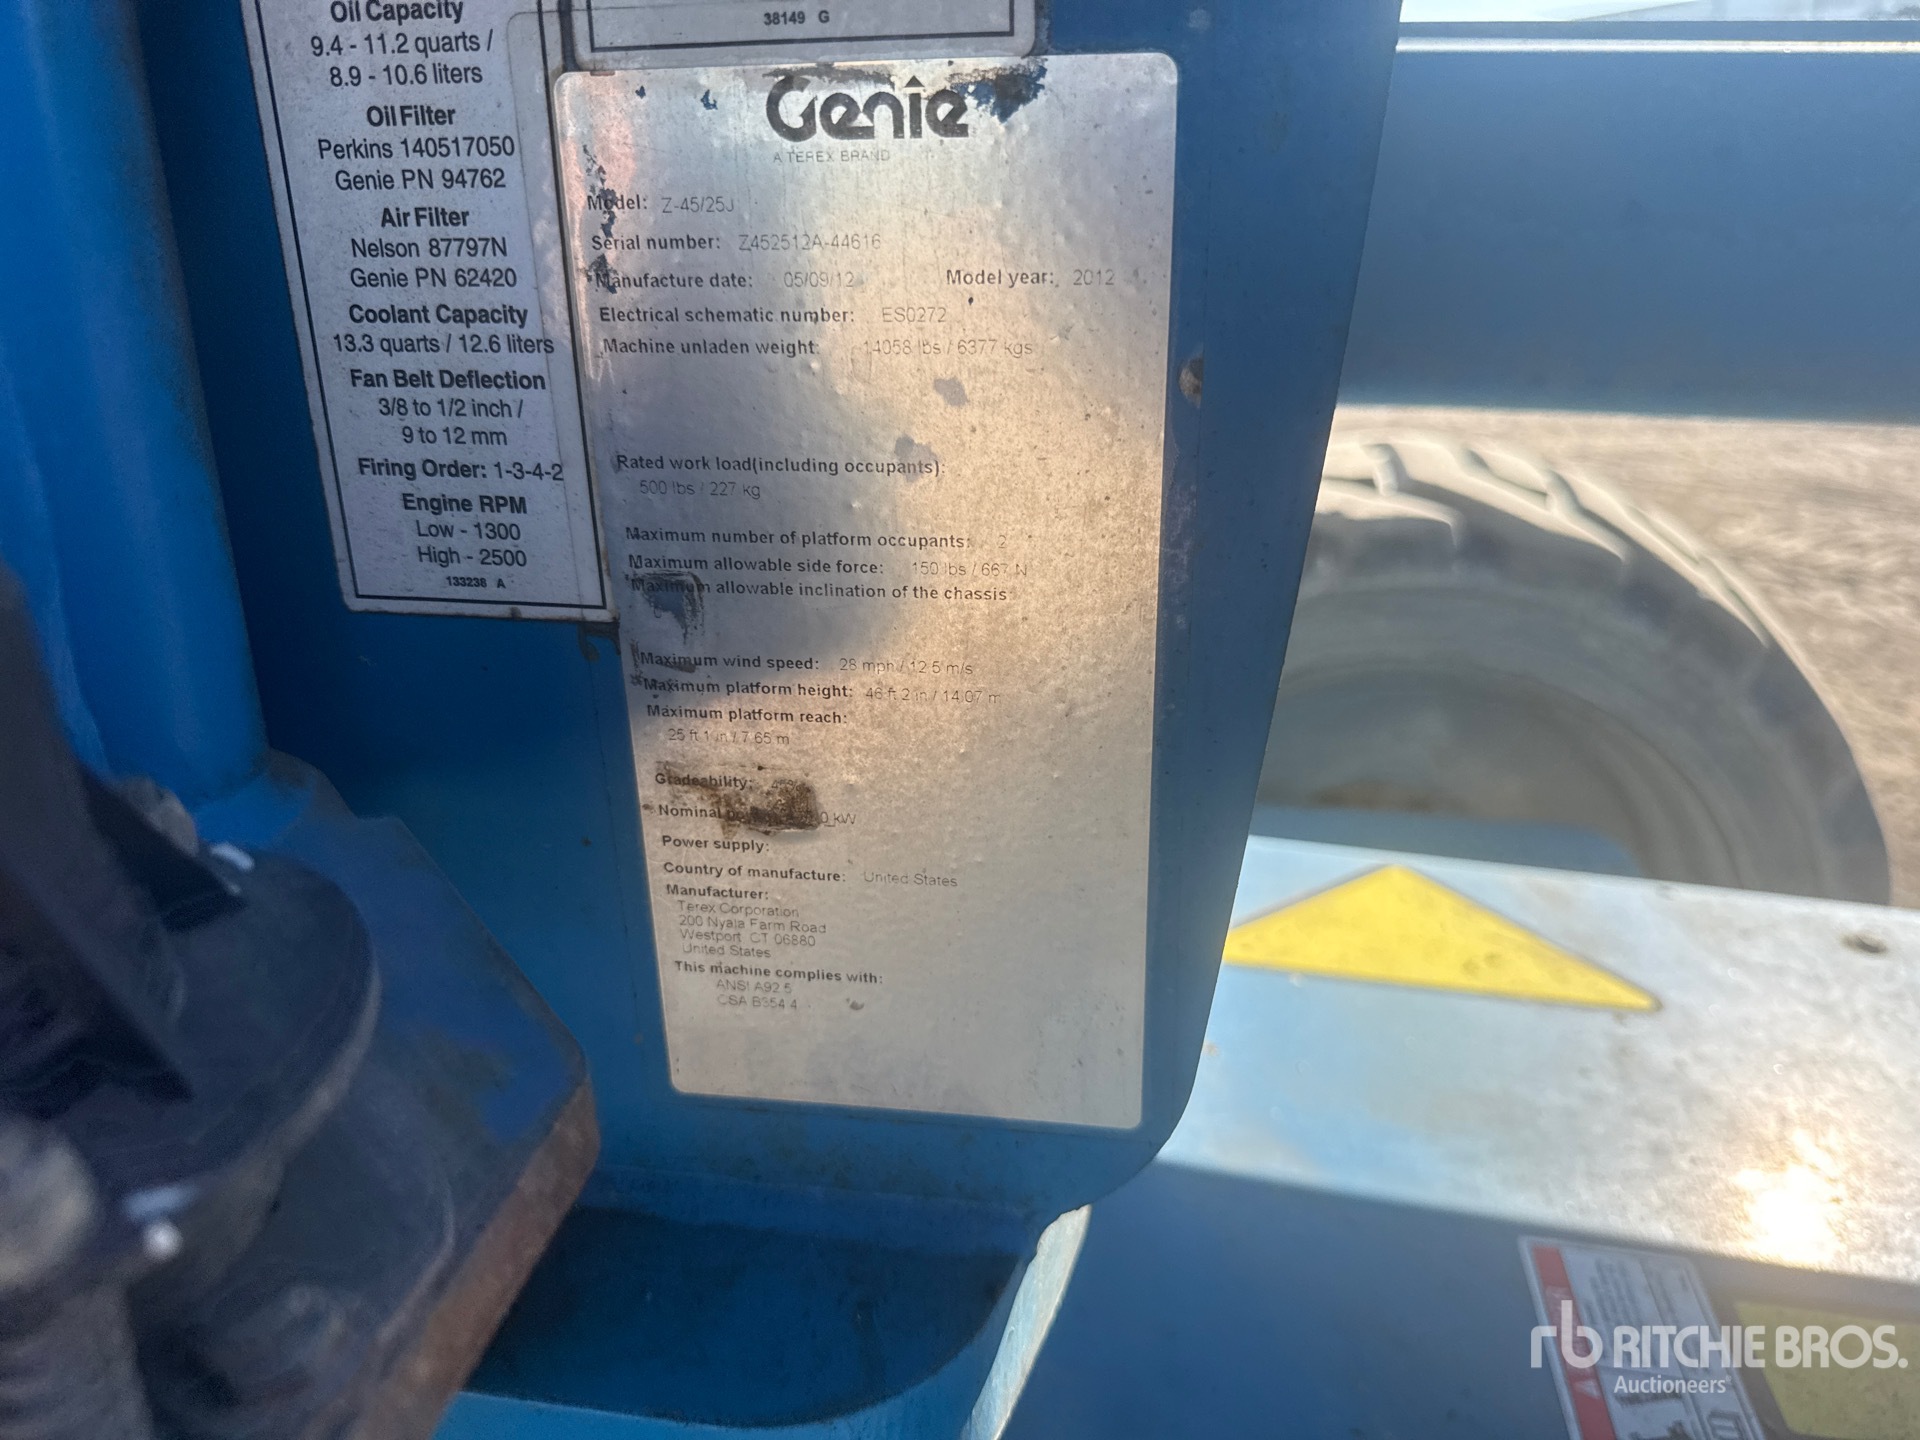 Oil Capacity
9.4 - 11.2 quarts /
8.9 - 10.6 liters
Oil Filter
Perkins 140517050
Genie PN 94762
Air Filter
Nelson 87797N
Genie PN 62420
Coolant Capacity
13.3 quarts / 12.6 liters
Fan Belt Deflection
3/8 to 1/2 inch /
9 to 12 mm
Firing Order: 1-3-4-2
Engine RPM
Low - 1300
High - 2500
133238 A
38149 G
Genie
A TEREX BRAND
Model: Z-45/25J
Serial number: Z452512A-44616
Manufacture date: 05/09/12 Model year: 2012
Electrical schematic number: ES0272
Machine unladen weight: 14058 lbs / 6377 kgs
Rated work load(including occupants):
500 lbs / 227 kg
Maximum number of platform occupants: 2
Maximum allowable side force: 150 lbs / 667 N
Maximum allowable inclination of the chassis:
Maximum wind speed: 28 mph / 12.5 m/s
Maximum platform height: 46 ft 2 in / 14.07 m
Maximum platform reach:
25 ft 1 in / 7.65 m
Gradeability:
Nominal kW
Power supply:
Country of manufacture: United States
Manufacturer:
Terex Corporation
200 Nyala Farm Road
Westport CT 06880
United States
This machine complies with:
ANSI A92.5
CSA B354.4
rb RITCHIE BROS.
Auctioneers